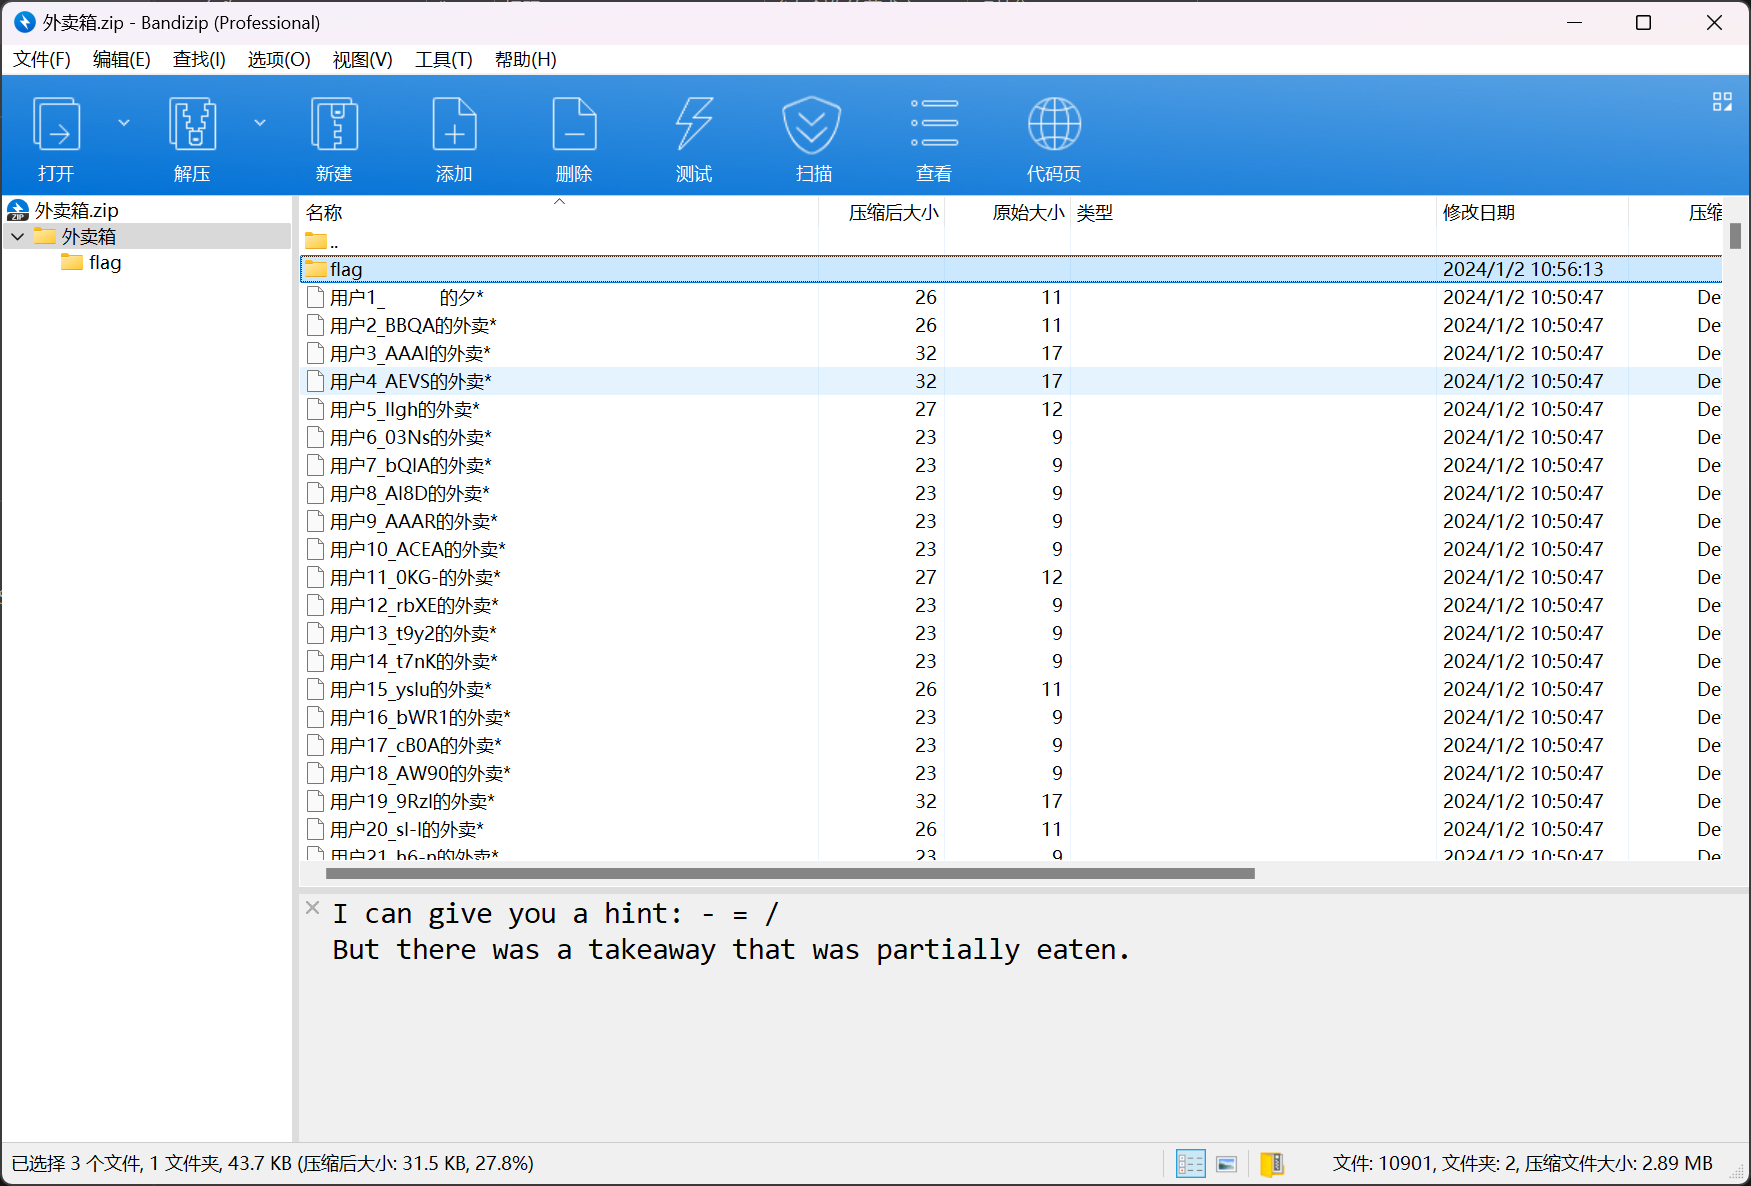 外卖箱.zip - Bandizip (Professional)
文件(F) 编辑(E) 查找(I) 选项(O) 视图(V) 工具(T) 帮助(H)
打开 解压 新建 添加 删除 测试 扫描 查看 代码页
外卖箱.zip
外卖箱
flag
名称 压缩后大小 原始大小 类型 修改日期 压缩
..
flag 2024/1/2 10:56:13
用户1_ 的夕* 26 11 2024/1/2 10:50:47 De
用户2_BBQA的外卖* 26 11 2024/1/2 10:50:47 De
用户3_AAAI的外卖* 32 17 2024/1/2 10:50:47 De
用户4_AEVS的外卖* 32 17 2024/1/2 10:50:47 De
用户5_llgh的外卖* 27 12 2024/1/2 10:50:47 De
用户6_03Ns的外卖* 23 9 2024/1/2 10:50:47 De
用户7_bQIA的外卖* 23 9 2024/1/2 10:50:47 De
用户8_AI8D的外卖* 23 9 2024/1/2 10:50:47 De
用户9_AAAR的外卖* 23 9 2024/1/2 10:50:47 De
用户10_ACEA的外卖* 23 9 2024/1/2 10:50:47 De
用户11_0KG-的外卖* 27 12 2024/1/2 10:50:47 De
用户12_rbXE的外卖* 23 9 2024/1/2 10:50:47 De
用户13_t9y2的外卖* 23 9 2024/1/2 10:50:47 De
用户14_t7nK的外卖* 23 9 2024/1/2 10:50:47 De
用户15_yslu的外卖* 26 11 2024/1/2 10:50:47 De
用户16_bWR1的外卖* 23 9 2024/1/2 10:50:47 De
用户17_cB0A的外卖* 23 9 2024/1/2 10:50:47 De
用户18_AW90的外卖* 23 9 2024/1/2 10:50:47 De
用户19_9RzI的外卖* 32 17 2024/1/2 10:50:47 De
用户20_sI-I的外卖* 26 11 2024/1/2 10:50:47 De
用户21_h6-n的外卖* 23 9 2024/1/2 10:50:47 De
I can give you a hint: - = /
But there was a takeaway that was partially eaten.
已选择 3 个文件, 1 文件夹, 43.7 KB (压缩后大小: 31.5 KB, 27.8%) 文件: 10901, 文件夹: 2, 压缩文件大小: 2.89 MB